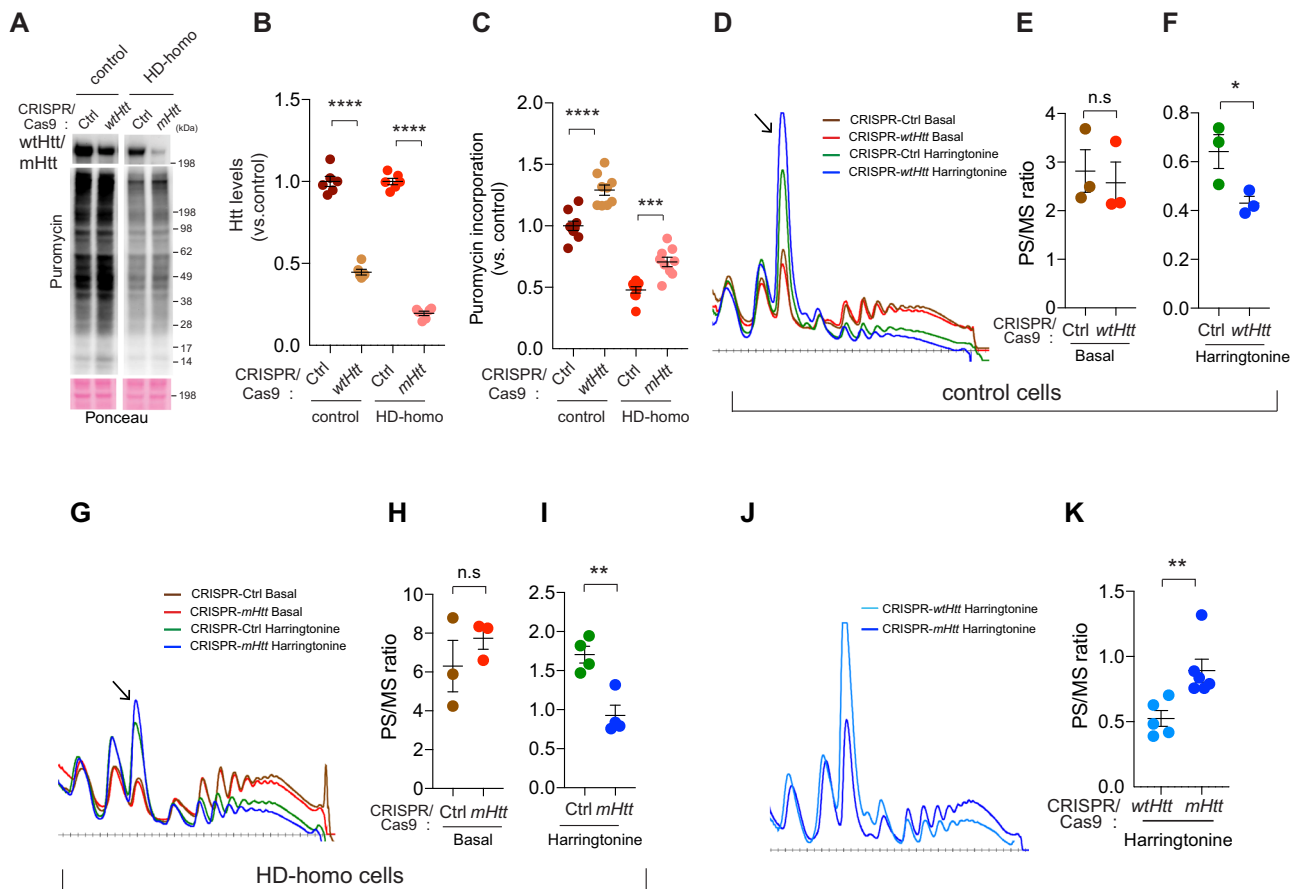 A
control
HD-homo
CRISPR/
Cas9 :
Ctrl
wtHtt
Ctrl
mHtt
(kDa)
wtHtt/
mHtt
198
Puromycin
198
98
62
49
38
28
17
14
198
Ponceau
B
Htt levels
(vs.control)
1.5
1.0
0.5
0.0
****
****
CRISPR/
Cas9 :
Ctrl
wtHtt
Ctrl
mHtt
control
HD-homo
C
Puromycin incorporation
(vs. control)
2.0
1.5
1.0
0.5
0.0
****
***
CRISPR/
Cas9 :
Ctrl
wtHtt
Ctrl
mHtt
control
HD-homo
D
CRISPR-Ctrl Basal
CRISPR-wtHtt Basal
CRISPR-Ctrl Harringtonine
CRISPR-wtHtt Harringtonine
E
PS/MS ratio
4
3
2
1
0
n.s
CRISPR/
Cas9 :
Ctrl wtHtt
Basal
F
0.8
0.6
0.4
0.2
0.0
*
Ctrl wtHtt
Harringtonine
control cells
G
CRISPR-Ctrl Basal
CRISPR-mHtt Basal
CRISPR-Ctrl Harringtonine
CRISPR-mHtt Harringtonine
H
PS/MS ratio
10
8
6
4
2
0
n.s
CRISPR/
Cas9 :
Ctrl mHtt
Basal
I
2.5
2.0
1.5
1.0
0.5
0.0
**
Ctrl mHtt
Harringtonine
HD-homo cells
J
CRISPR-wtHtt Harringtonine
CRISPR-mHtt Harringtonine
K
PS/MS ratio
1.5
1.0
0.5
0.0
**
CRISPR/
Cas9 :
wtHtt mHtt
Harringtonine